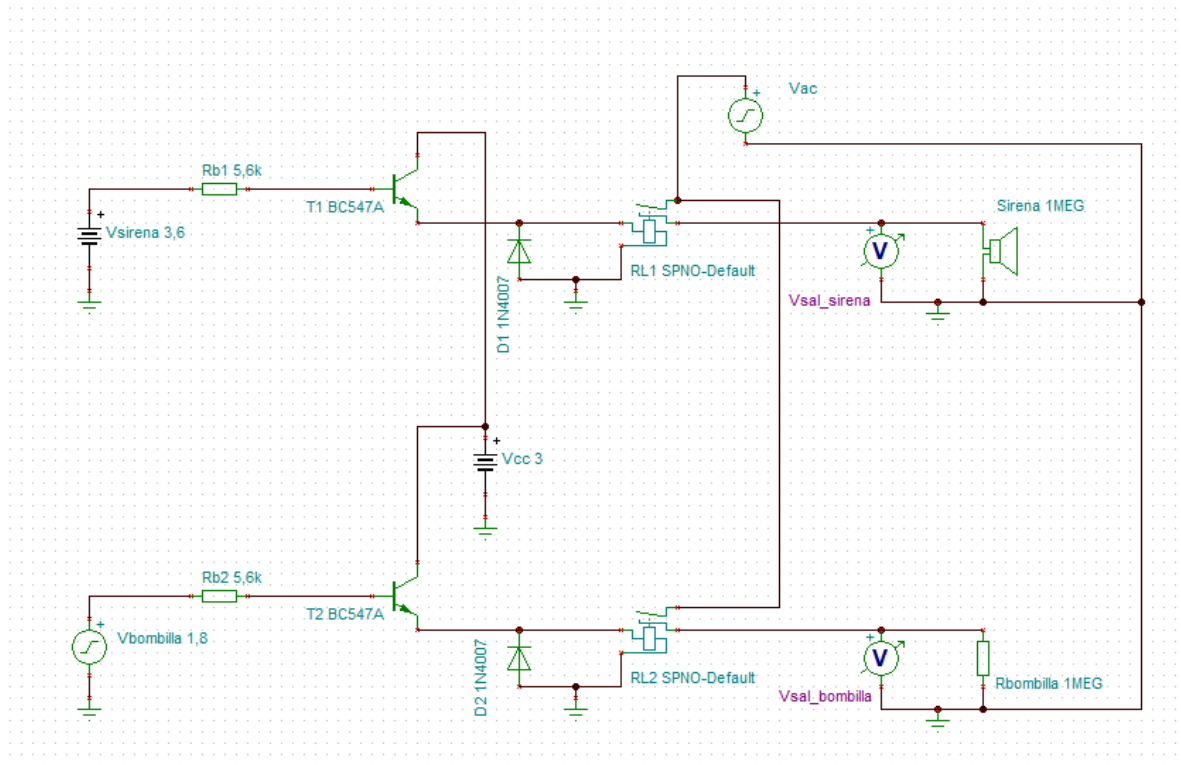 Vac
Rb1 5,6k
T1 BC547A
Sirena 1MEG
+
Vsirena 3,6
+
V
RL1 SPNO-Default
D1 1N4007
Vsal_sirena
+
+
Vcc 3
Rb2 5,6k
T2 BC547A
+
Vbombilla 1,8
+
V
D2 1N4007
RL2 SPNO-Default
Rbombilla 1MEG
Vsal_bombilla